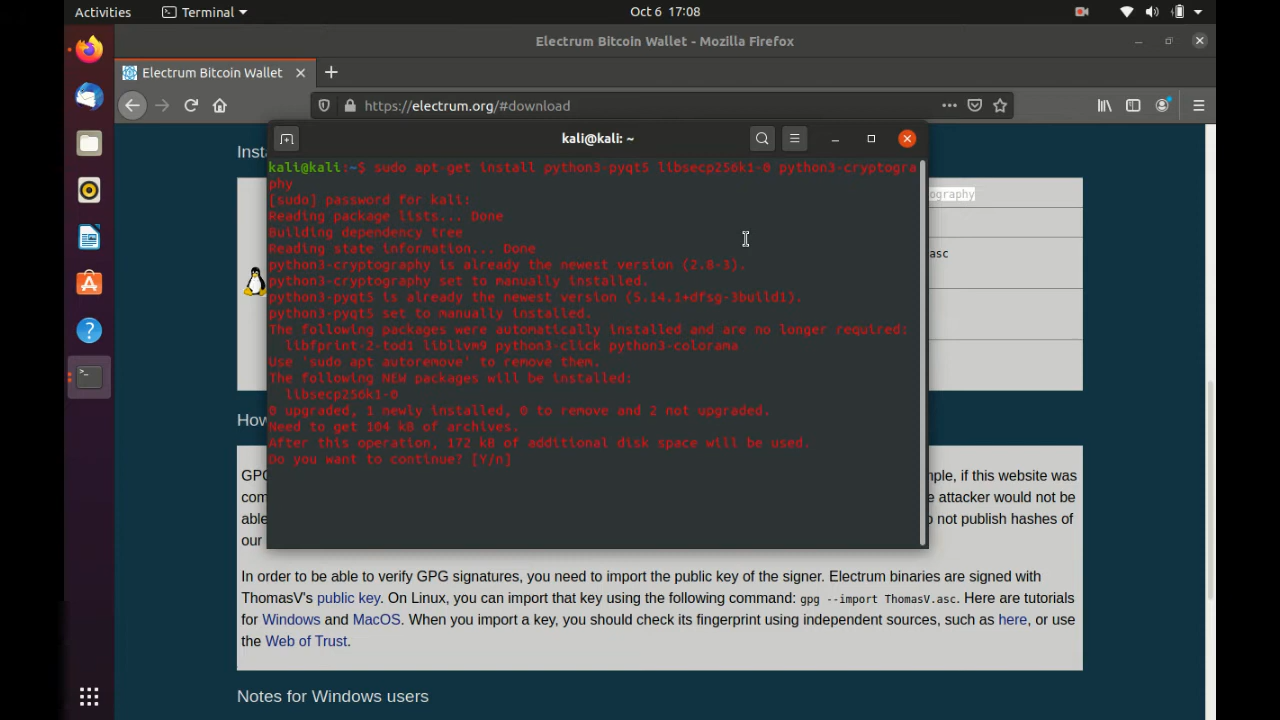 Activities
Terminal
Oct 6 17:08
Electrum Bitcoin Wallet - Mozilla Firefox
Electrum Bitcoin Wallet
https://electrum.org/#download
kali@kali: ~
Inst
kali@kali:~$ sudo apt-get install python3-pyqt5 libsecp256k1-0 python3-cryptogra
phy
[sudo] password for kali:
Reading package lists... Done
Building dependency tree
Reading state information... Done
python3-cryptography is already the newest version (2.8-3).
python3-cryptography set to manually installed.
python3-pyqt5 is already the newest version (5.14.1+dfsg-3build1).
python3-pyqt5 set to manually installed.
The following packages were automatically installed and are no longer required:
libfprint-2-tod1 libllvm9 python3-click python3-colorama
Use 'sudo apt autoremove' to remove them.
The following NEW packages will be installed:
libsecp256k1-0
0 upgraded, 1 newly installed, 0 to remove and 2 not upgraded.
Need to get 104 kB of archives.
After this operation, 172 kB of additional disk space will be used.
Do you want to continue? [Y/n]
ography
asc
How
GPG mple, if this website was
com e attacker would not be
able o not publish hashes of
our
In order to be able to verify GPG signatures, you need to import the public key of the signer. Electrum binaries are signed with
ThomasV's public key. On Linux, you can import that key using the following command: gpg --import ThomasV.asc. Here are tutorials
for Windows and MacOS. When you import a key, you should check its fingerprint using independent sources, such as here, or use
the Web of Trust.
Notes for Windows users